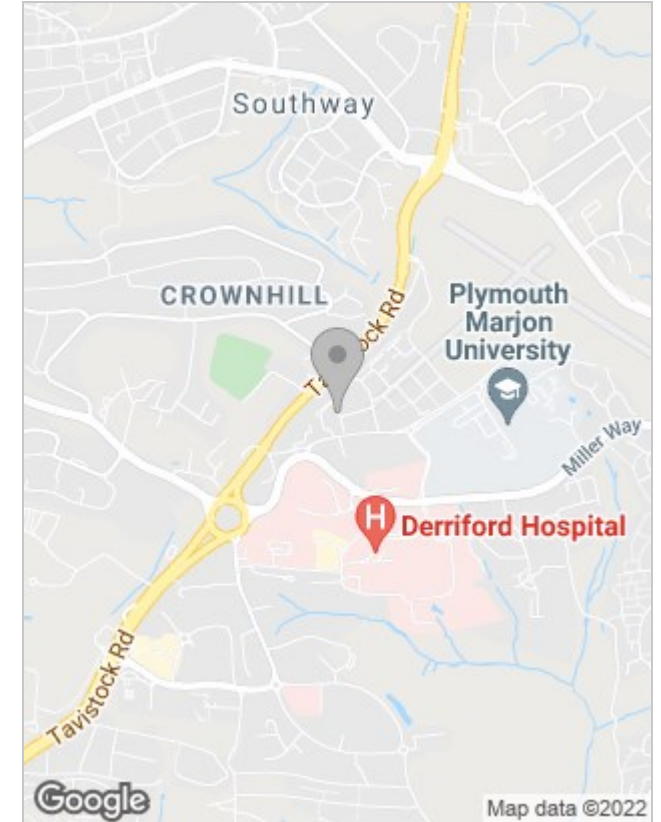 Southway
CROWNHILL
Tavistock Rd
Plymouth
Marjon
University
Miller Way
H
Derriford Hospital
Tavistock Rd
Google
Map data ©2022